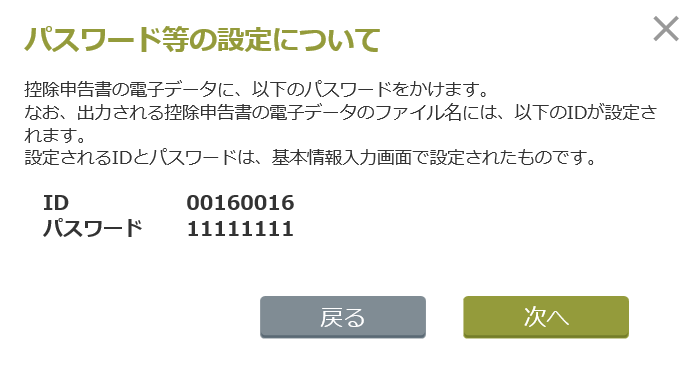 パスワード等の設定について
控除申告書の電子データに、以下のパスワードをかけます。
なお、出力される控除申告書の電子データのファイル名には、以下のIDが設定さ
れます。
設定されるIDとパスワードは、基本情報入力画面で設定されたものです。
ID 00160016
パスワード 11111111
戻る 次へ